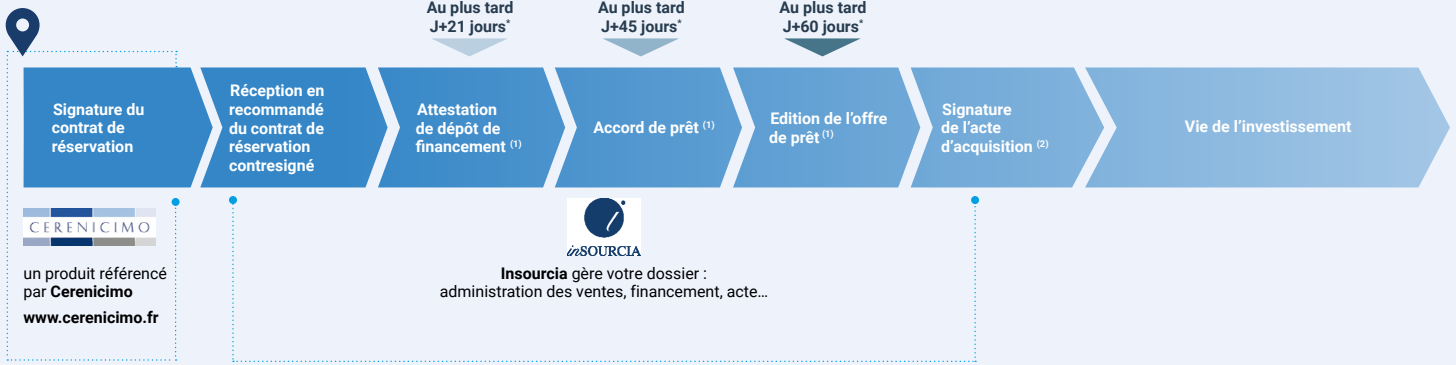 Au plus tard
J+21 jours*
Au plus tard
J+45 jours*
Au plus tard
J+60 jours*
Signature du
contrat de
réservation
Réception en
recommandé
du contrat de
réservation
contresigné
Attestation
de dépôt de
financement (1)
Accord de prêt (1)
Edition de l'offre
de prêt (1)
Signature
de l'acte
d'acquisition (2)
Vie de l'investissement
CERENICIMO
un produit référencé
par Cerenicimo
www.cerenicimo.fr
inSOURCIA
Insourcia gère votre dossier :
administration des ventes, financement, acte…